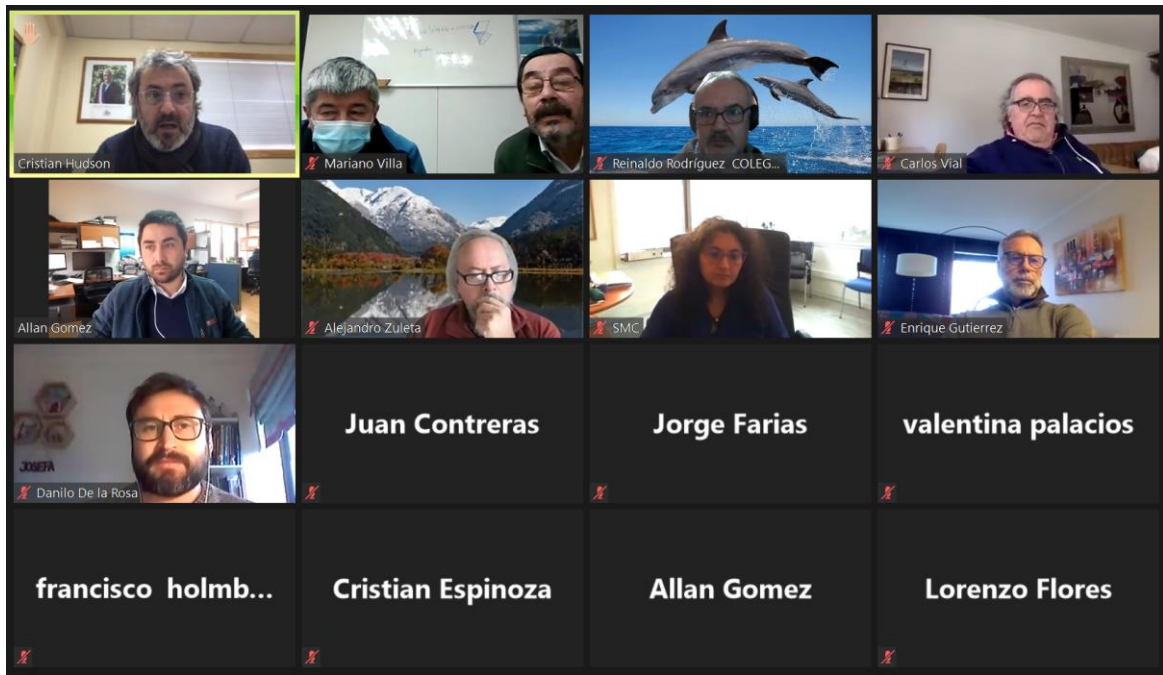 Cristian Hudson
Mariano Villa
Reinaldo Rodríguez COLEG...
Carlos Vial
Allan Gomez
Alejandro Zuleta
SMC
Enrique Gutierrez
JOSEFA
Danilo De la Rosa
Juan Contreras
Jorge Farias
valentina palacios
francisco holmb...
Cristian Espinoza
Allan Gomez
Lorenzo Flores